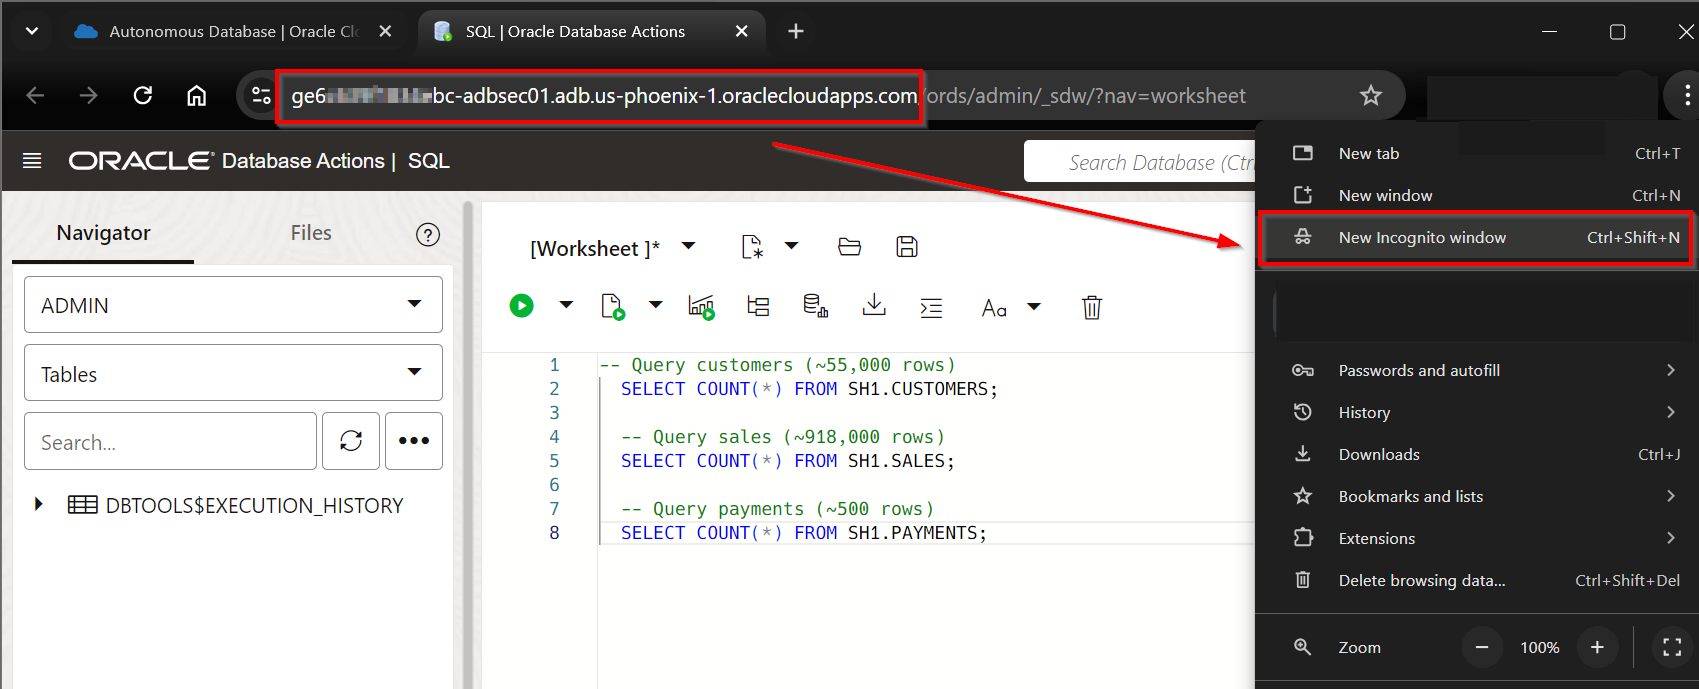 Autonomous Database | Oracle Clo
SQL | Oracle Database Actions
bc-adbsec01.adb.us-phoenix-1.oraclecloudapps.com/ords/admin/_sdw/?nav=worksheet
ORACLE Database Actions | SQL
Search Database (Ctr
Navigator
Files
ADMIN
Tables
Search...
DBTOOLS$EXECUTION_HISTORY
[Worksheet ]*
Aa
1 -- Query customers (~55,000 rows)
2 SELECT COUNT(*) FROM SH1.CUSTOMERS;
3
4 -- Query sales (~918,000 rows)
5 SELECT COUNT(*) FROM SH1.SALES;
6
7 -- Query payments (~500 rows)
8 SELECT COUNT(*) FROM SH1.PAYMENTS;
New tab Ctrl+T
New window Ctrl+N
New Incognito window Ctrl+Shift+N
Passwords and autofill
History
Downloads Ctrl+J
Bookmarks and lists
Extensions
Delete browsing data... Ctrl+Shift+Del
Zoom − 100% +